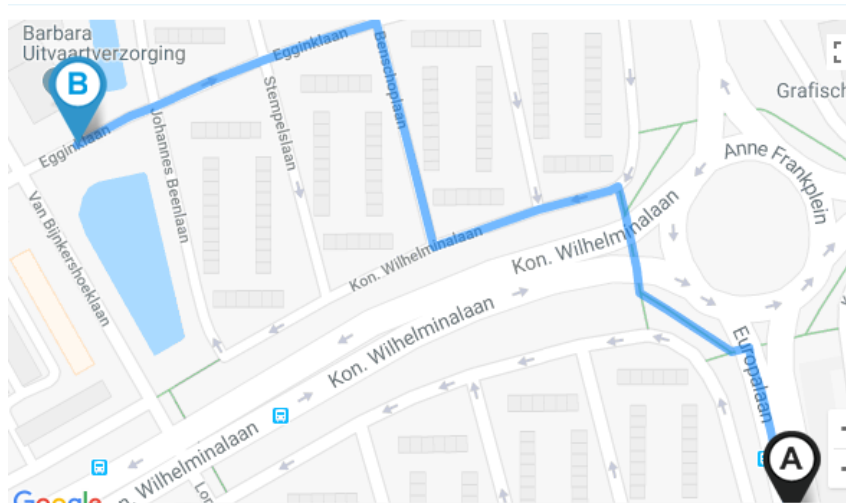 Barbara
Uitvaartverzorging
B
Egginklaan
Egginklaan
Benschoplaan
Stempelslaan
Johannes Beenlaan
Van Bijnkershoeklaan
Grafisch
Anne Frankplein
Kon. Wilhelminalaan
Kon. Wilhelminalaan
Kon. Wilhelminalaan
Europalaan
A
n. Wilhelminalaan
Lor
Google